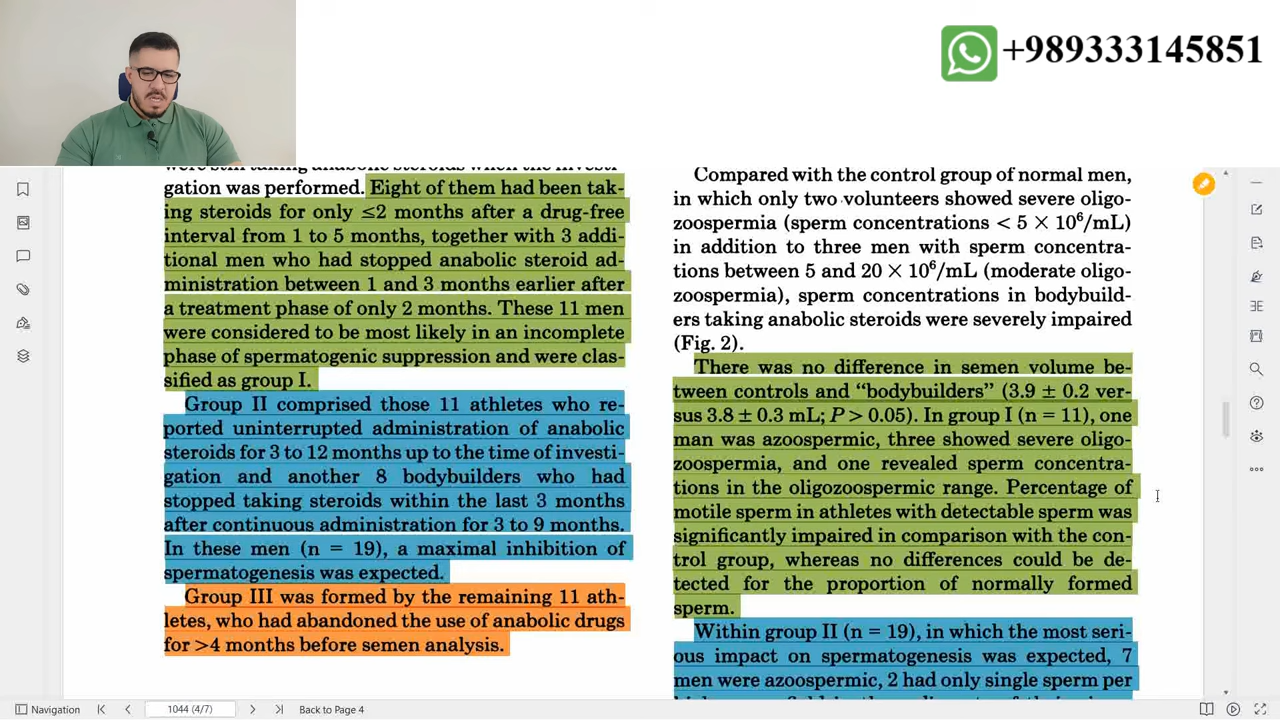 +989333145851
were still taking anabolic steroids when the investi-
gation was performed. Eight of them had been tak-
ing steroids for only ≤2 months after a drug-free
interval from 1 to 5 months, together with 3 addi-
tional men who had stopped anabolic steroid ad-
ministration between 1 and 3 months earlier after
a treatment phase of only 2 months. These 11 men
were considered to be most likely in an incomplete
phase of spermatogenic suppression and were clas-
sified as group I.
Group II comprised those 11 athletes who re-
ported uninterrupted administration of anabolic
steroids for 3 to 12 months up to the time of investi-
gation and another 8 bodybuilders who had
stopped taking steroids within the last 3 months
after continuous administration for 3 to 9 months.
In these men (n = 19), a maximal inhibition of
spermatogenesis was expected.
Group III was formed by the remaining 11 ath-
letes, who had abandoned the use of anabolic drugs
for >4 months before semen analysis.
Compared with the control group of normal men,
in which only two volunteers showed severe oligo-
zoospermia (sperm concentrations < 5 × 10⁶/mL)
in addition to three men with sperm concentra-
tions between 5 and 20 × 10⁶/mL (moderate oligo-
zoospermia), sperm concentrations in bodybuild-
ers taking anabolic steroids were severely impaired
(Fig. 2).
There was no difference in semen volume be-
tween controls and “bodybuilders” (3.9 ± 0.2 ver-
sus 3.8 ± 0.3 mL; P > 0.05). In group I (n = 11), one
man was azoospermic, three showed severe oligo-
zoospermia, and one revealed sperm concentra-
tions in the oligozoospermic range. Percentage of
motile sperm in athletes with detectable sperm was
significantly impaired in comparison with the con-
trol group, whereas no differences could be de-
tected for the proportion of normally formed
sperm.
Within group II (n = 19), in which the most seri-
ous impact on spermatogenesis was expected, 7
men were azoospermic, 2 had only single sperm per
Navigation
1044 (4/7)
Back to Page 4